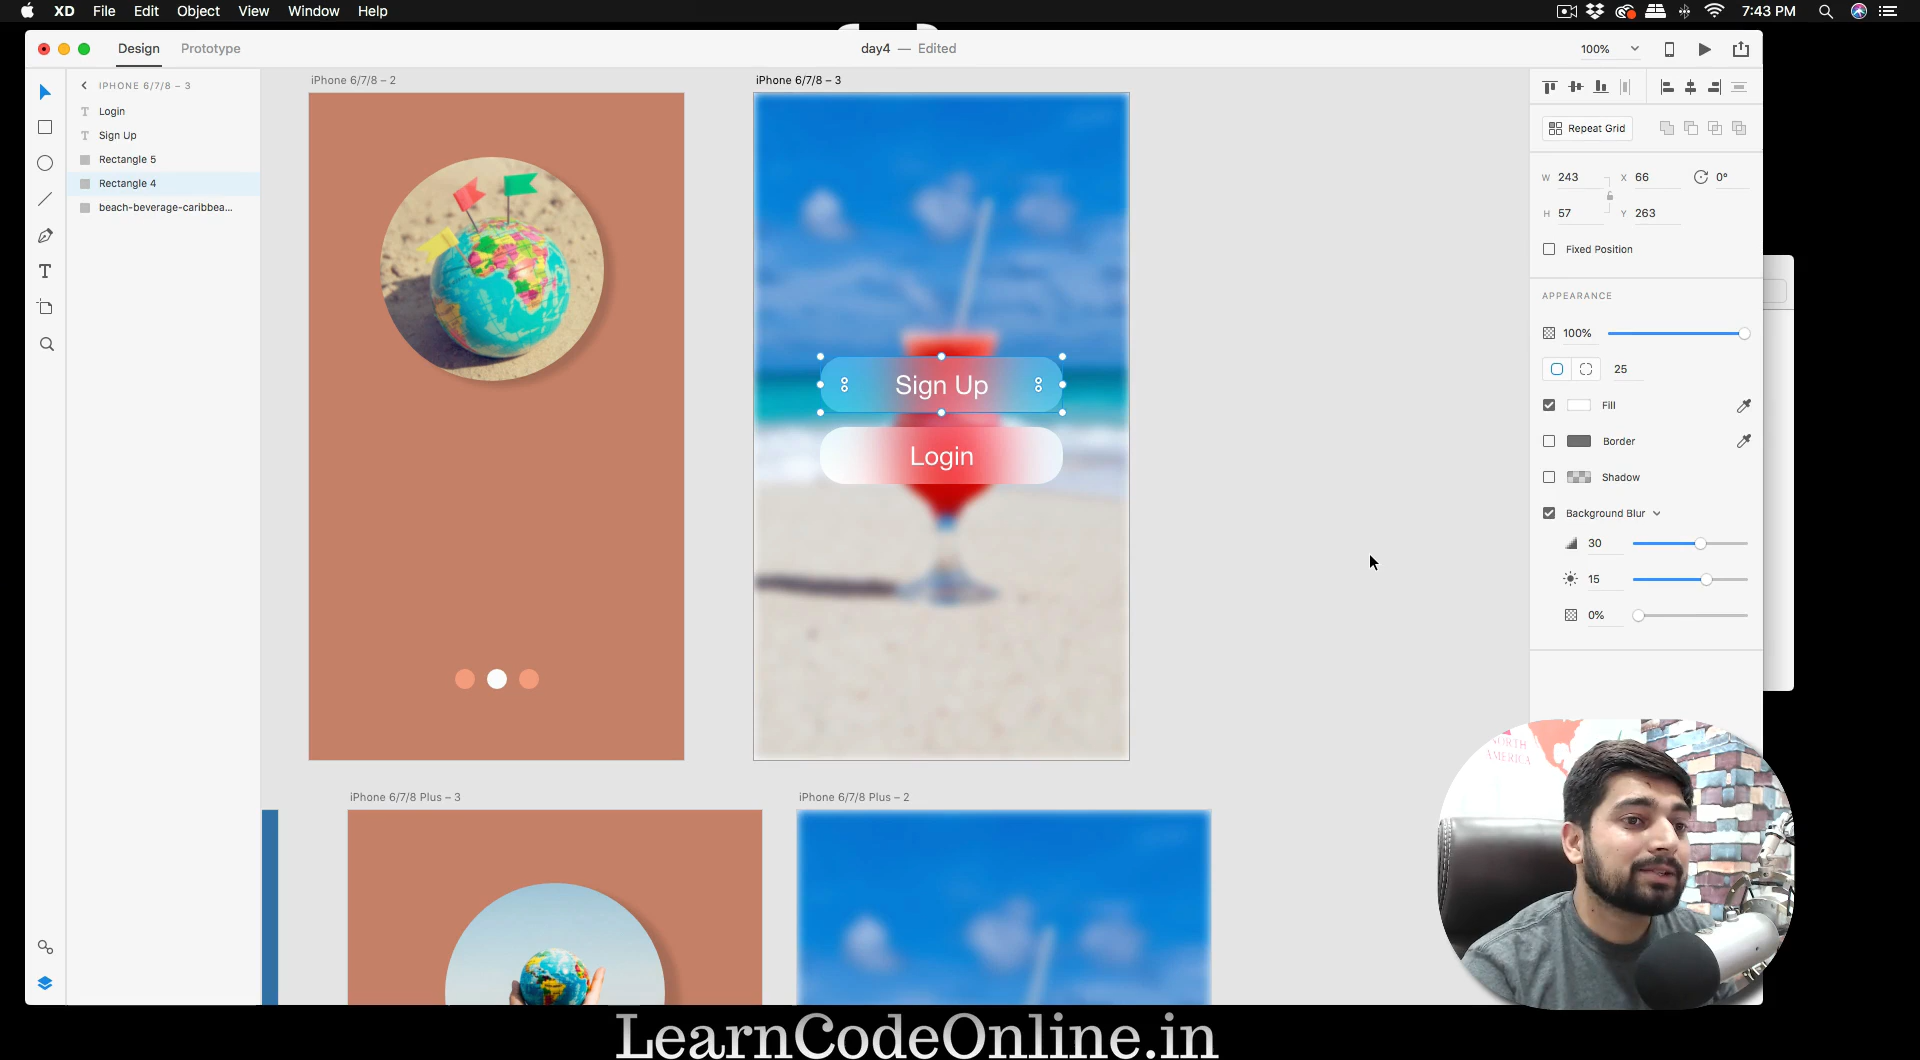 XD File Edit Object View Window Help
7:43 PM
Design Prototype
day4 — Edited
100%
IPHONE 6/7/8 – 3
Login
Sign Up
Rectangle 5
Rectangle 4
beach-beverage-caribbea...
iPhone 6/7/8 – 2
iPhone 6/7/8 – 3
Sign Up
Login
iPhone 6/7/8 Plus – 3
iPhone 6/7/8 Plus – 2
Repeat Grid
W 243 X 66 0°
H 57 Y 263
Fixed Position
APPEARANCE
100%
25
Fill
Border
Shadow
Background Blur
30
15
0%
NORTH
AMERICA
LearnCodeOnline.in